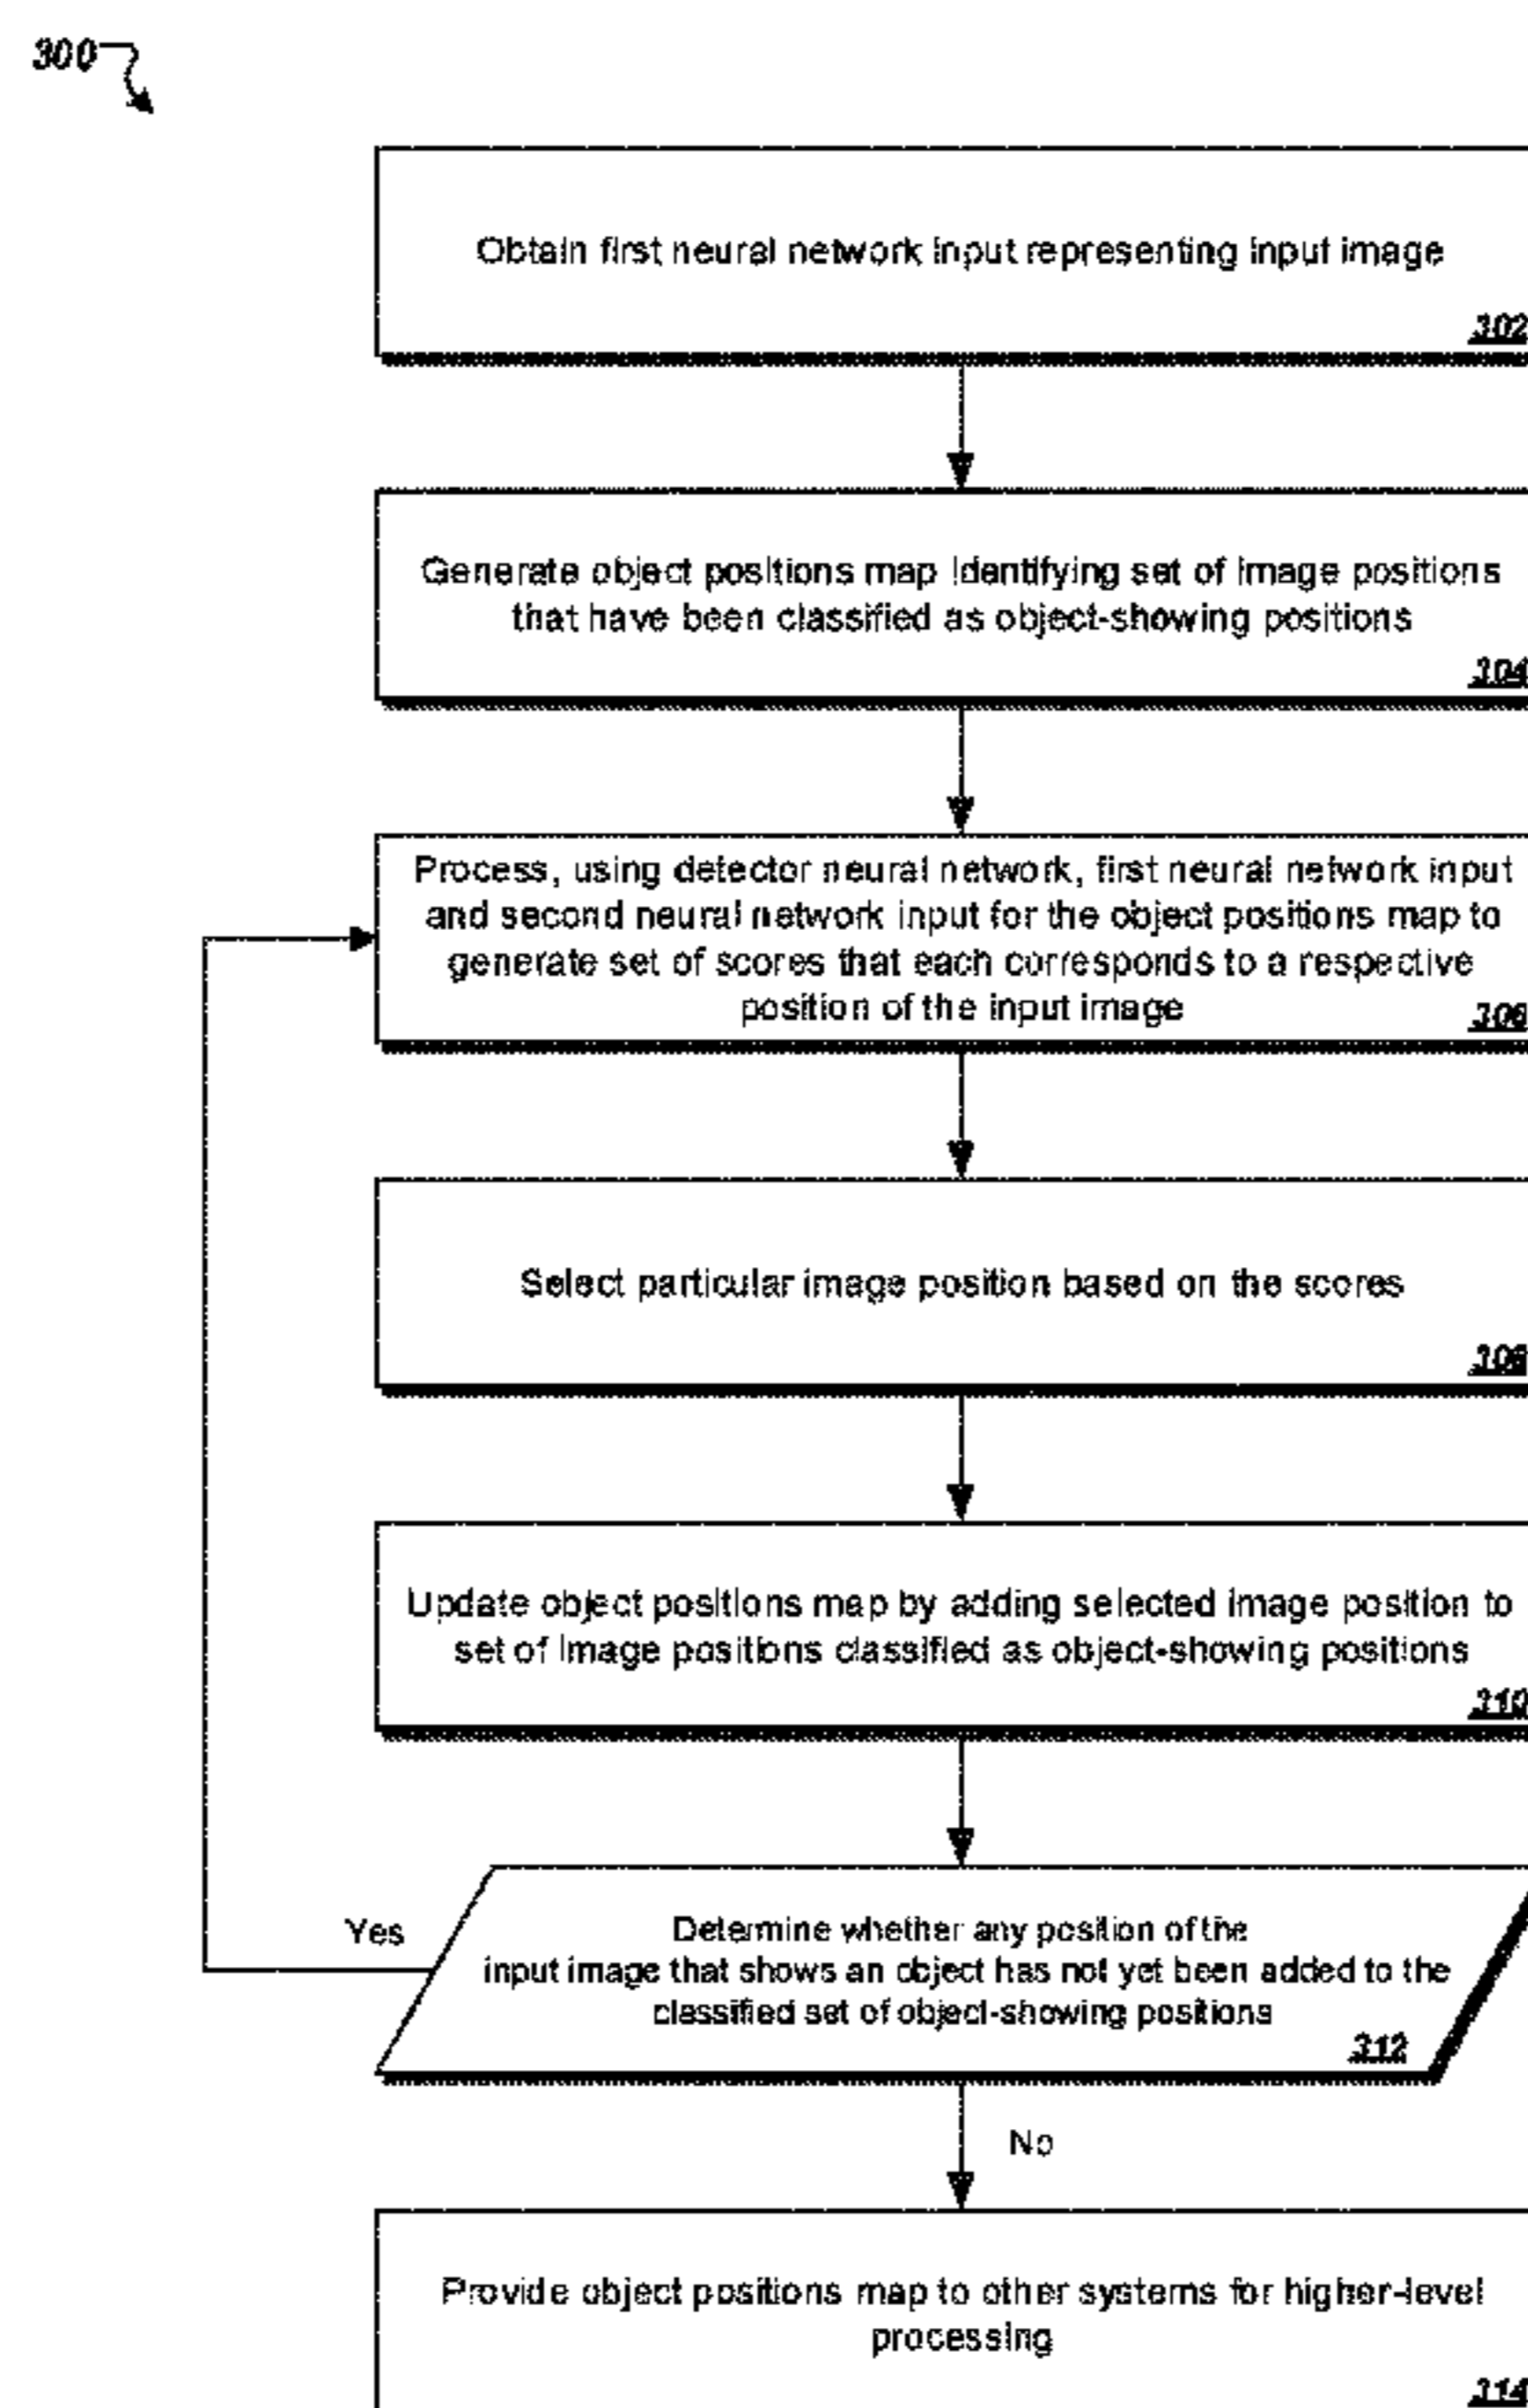 300
Obtain first neural network input representing input image
302
Generate object positions map identifying set of image positions
that have been classified as object-showing positions
304
Process, using detector neural network, first neural network input
and second neural network input for the object positions map to
generate set of scores that each corresponds to a respective
position of the input image
306
Select particular image position based on the scores
308
Update object positions map by adding selected image position to
set of image positions classified as object-showing positions
310
Yes
Determine whether any position of the
input image that shows an object has not yet been added to the
classified set of object-showing positions
312
No
Provide object positions map to other systems for higher-level
processing
314